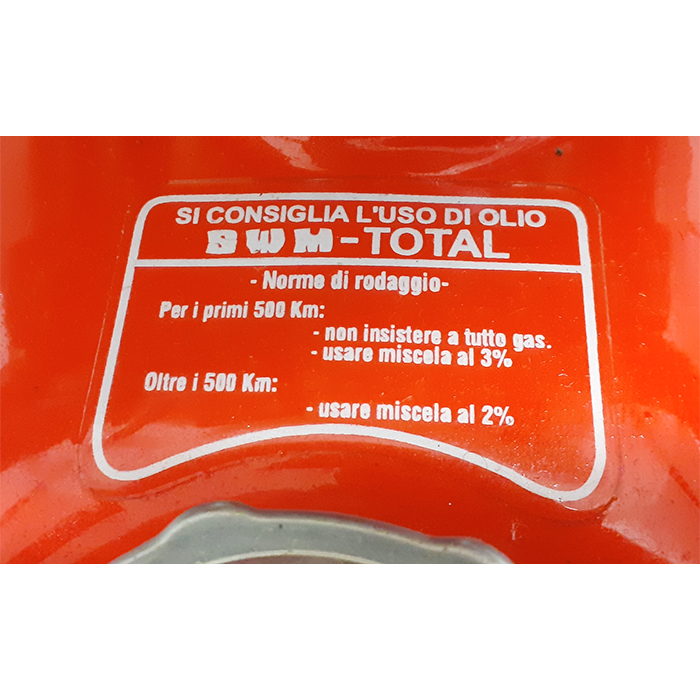 SI CONSIGLIA L'USO DI OLIO
SWM-TOTAL
- Norme di rodaggio-
Per i primi 500 Km:
- non insistere a tutto gas.
- usare miscela al 3%
Oltre i 500 Km:
- usare miscela al 2%